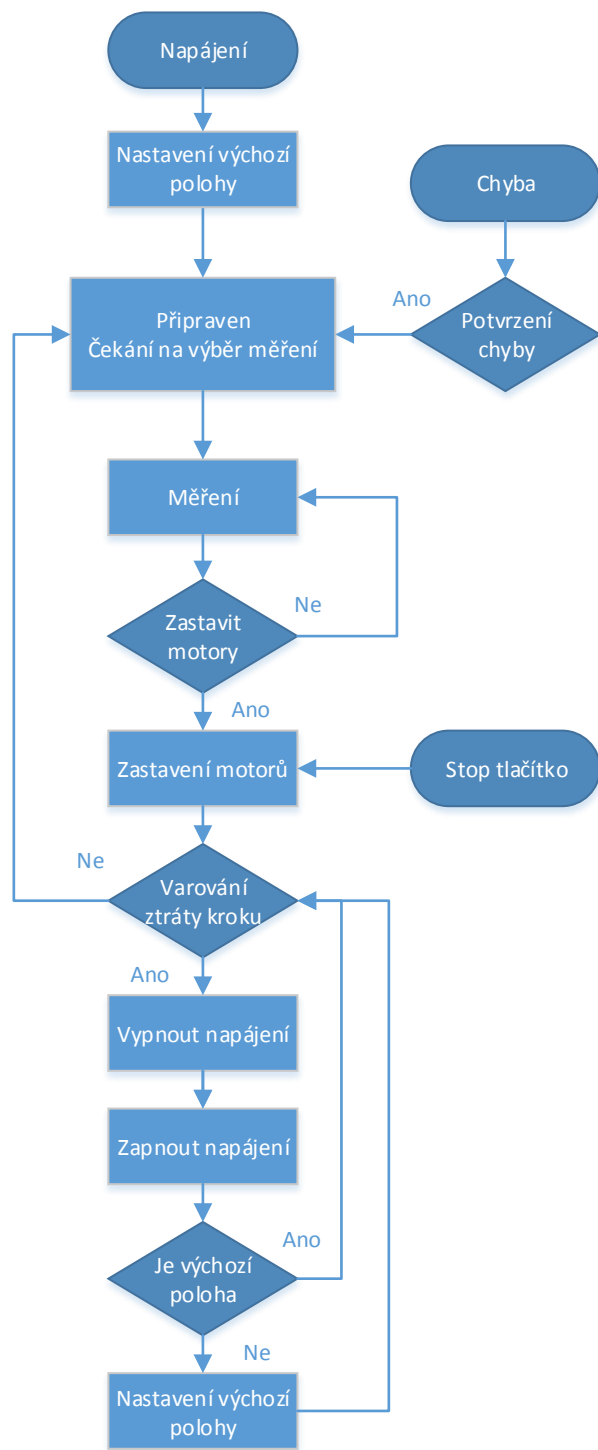 Napájení
Nastavení výchozí
polohy
Chyba
Připraven
Čekání na výběr měření
Ano
Potvrzení
chyby
Měření
Zastavit
motory
Ne
Ano
Zastavení motorů
Stop tlačítko
Ne
Varování
ztráty kroku
Ano
Vypnout napájení
Zapnout napájení
Je výchozí
poloha
Ano
Ne
Nastavení výchozí
polohy